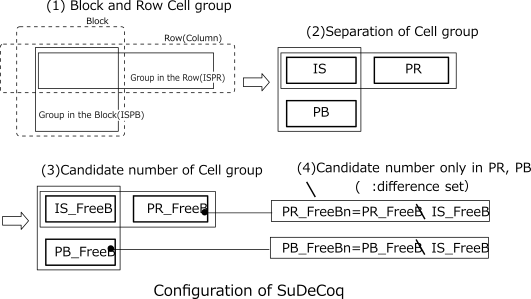 (1) Block and Row Cell group
Block
Row(Column)
Group in the Row(ISPR)
Group in the Block(ISPB)
(2)Separation of Cell group
IS
PR
PB
(3)Candidate number of Cell group
IS_FreeB
PR_FreeB
PB_FreeB
(4)Candidate number only in PR, PB
( \ :difference set)
PR_FreeBn=PR_FreeB \ IS_FreeB
PB_FreeBn=PB_FreeB \ IS_FreeB
Configuration of SuDeCoq